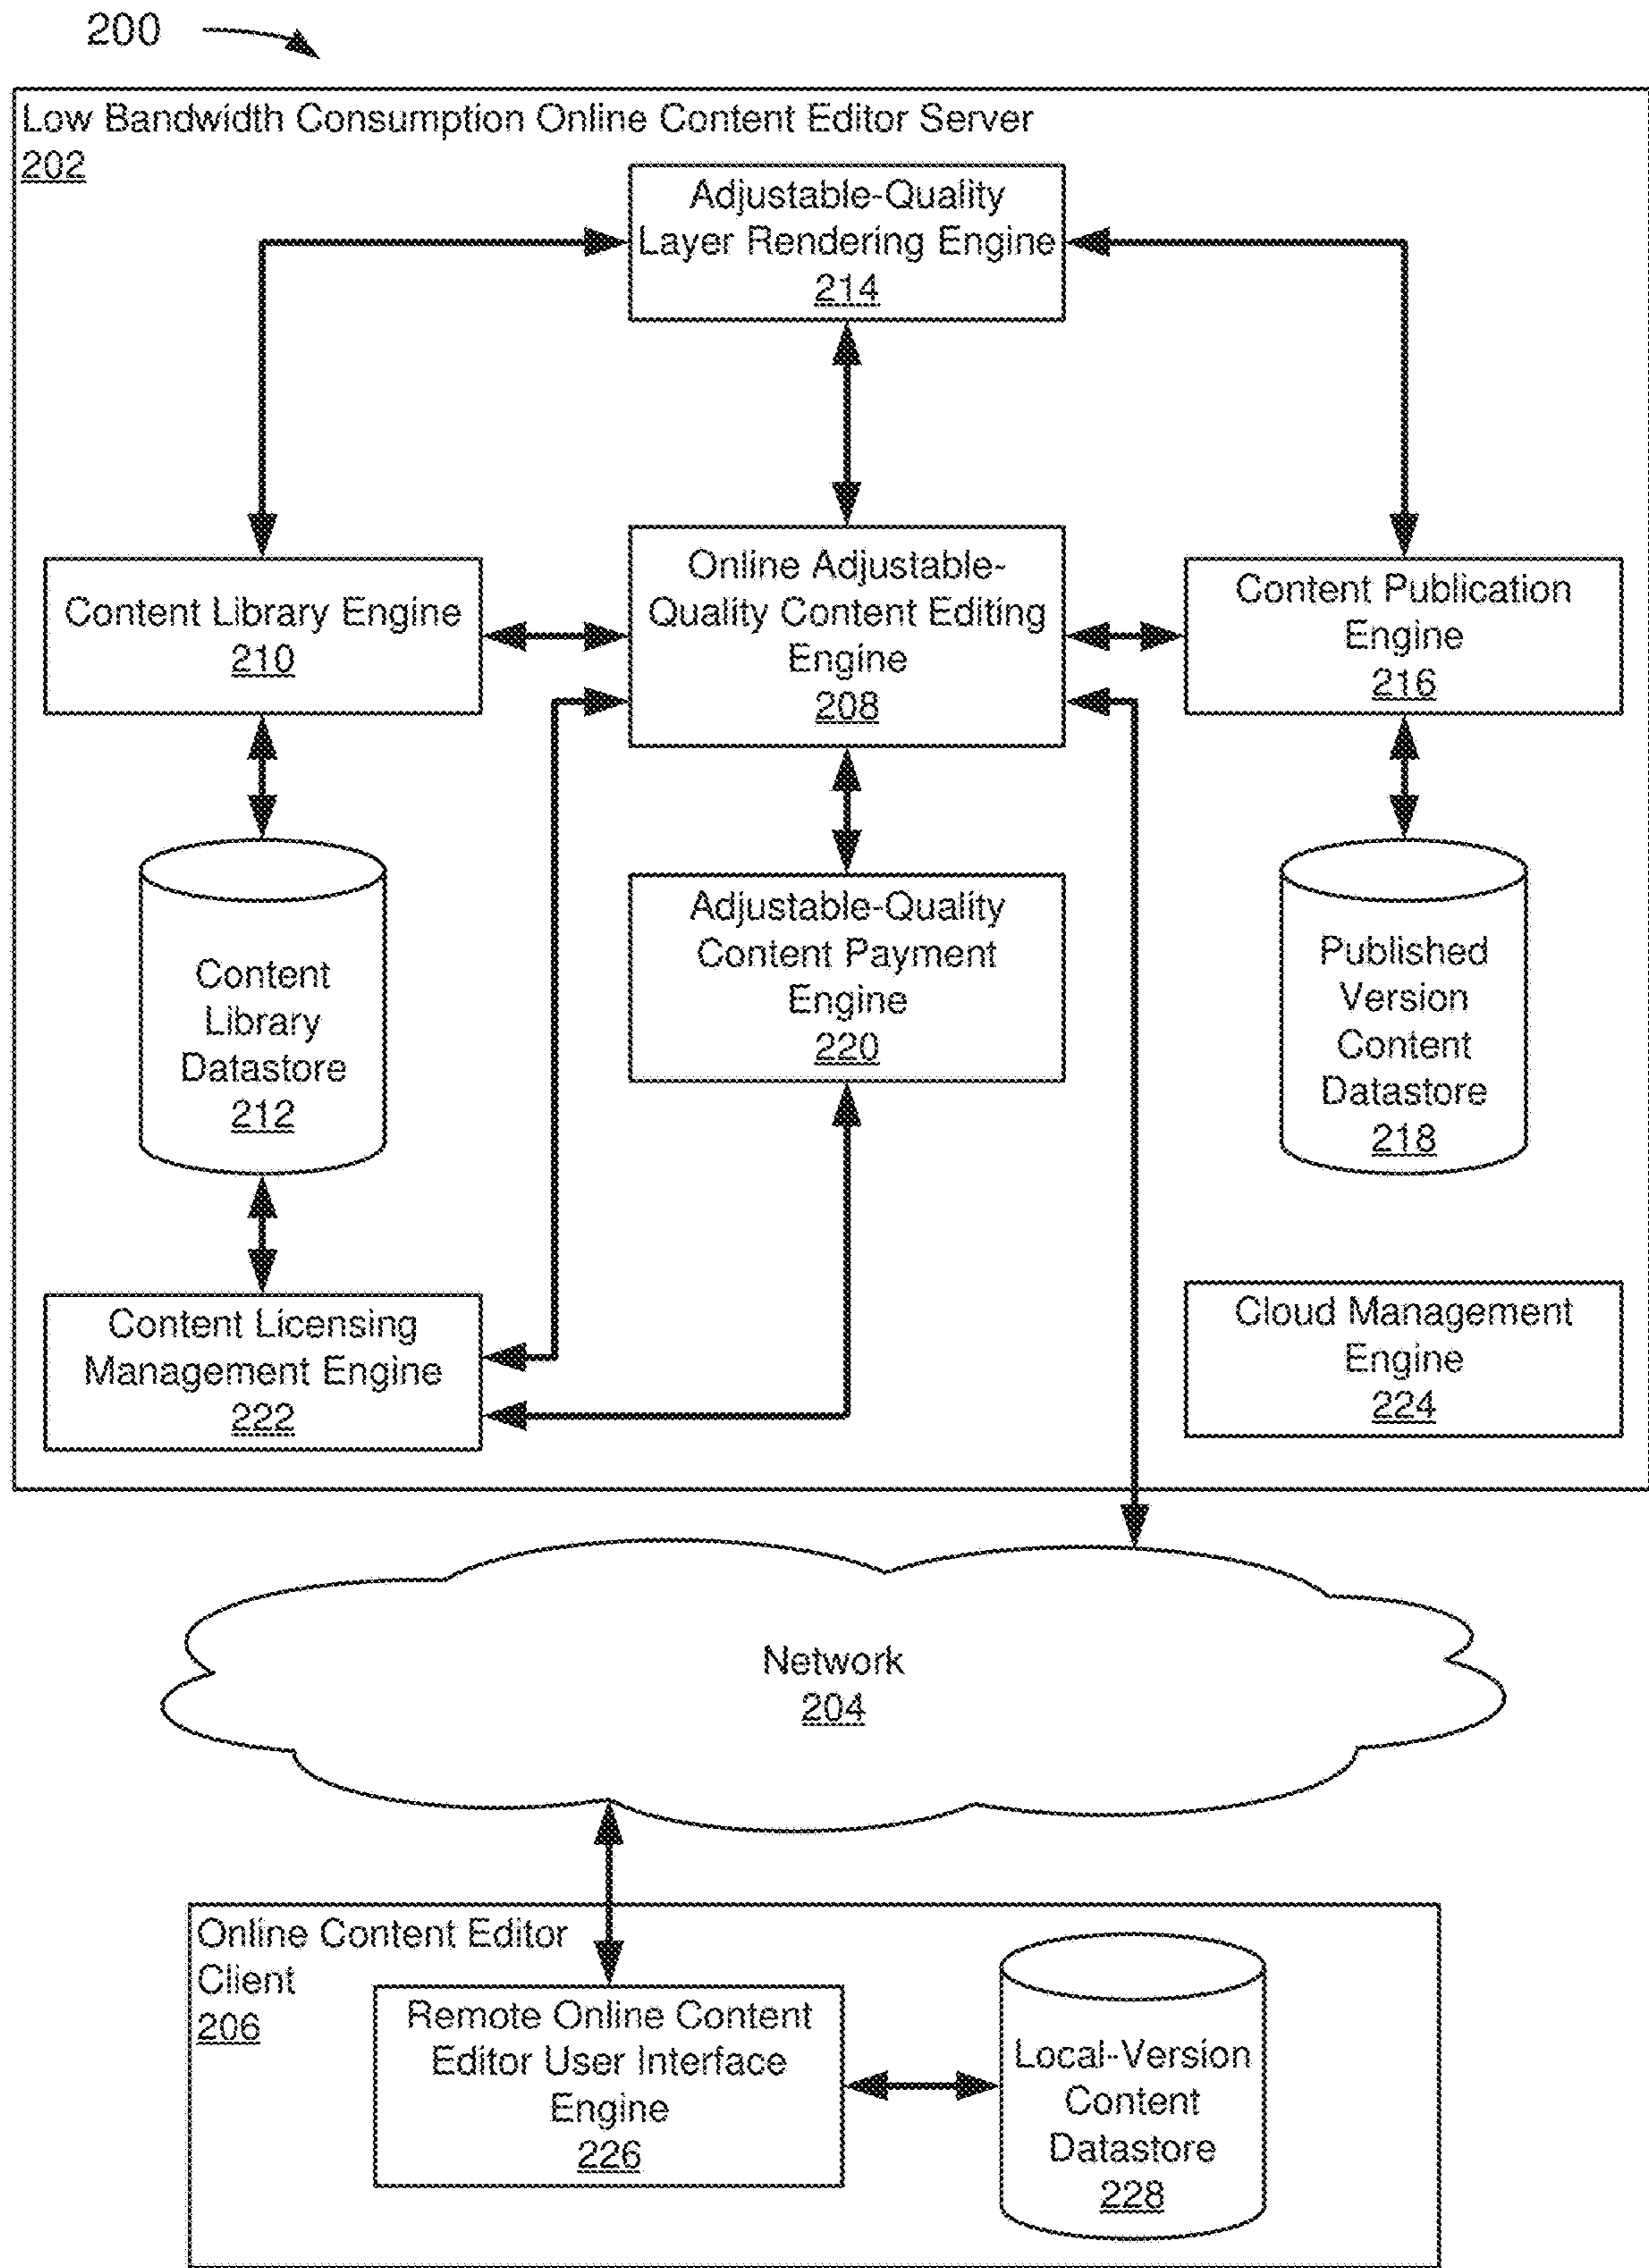 200
Low Bandwidth Consumption Online Content Editor Server
202
Adjustable-Quality
Layer Rendering Engine
214
Content Library Engine
210
Online Adjustable-
Quality Content Editing
Engine
208
Content Publication
Engine
216
Content
Library
Datastore
212
Adjustable-Quality
Content Payment
Engine
220
Published
Version
Content
Datastore
218
Content Licensing
Management Engine
222
Cloud Management
Engine
224
Network
204
Online Content Editor
Client
206
Remote Online Content
Editor User Interface
Engine
226
Local-Version
Content
Datastore
228